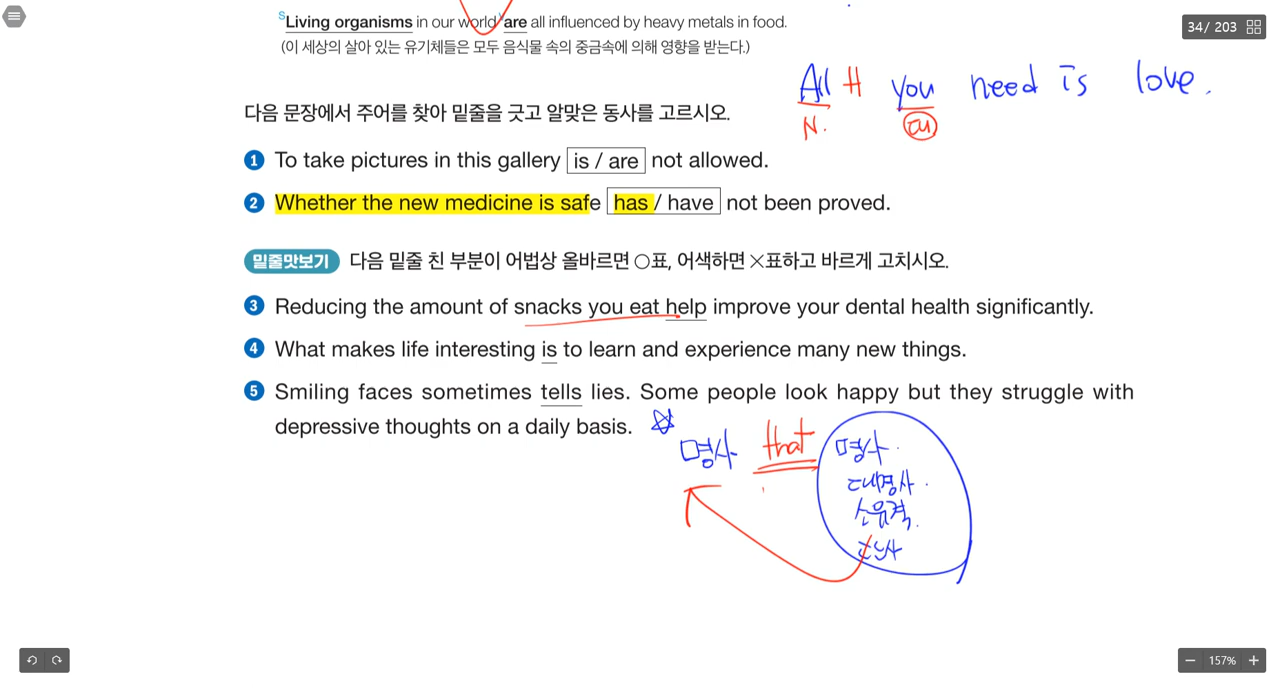 S Living organisms in our world are all influenced by heavy metals in food.
(이 세상의 살아 있는 유기체들은 모두 음식물 속의 중금속에 의해 영향을 받는다.)
34/ 203
All you need is love.
N.
다음 문장에서 주어를 찾아 밑줄을 긋고 알맞은 동사를 고르시오.
1 To take pictures in this gallery is / are not allowed.
2 Whether the new medicine is safe has / have not been proved.
밑줄맛보기 다음 밑줄 친 부분이 어법상 올바르면 ○표, 어색하면 ×표하고 바르게 고치시오.
3 Reducing the amount of snacks you eat help improve your dental health significantly.
4 What makes life interesting is to learn and experience many new things.
5 Smiling faces sometimes tells lies. Some people look happy but they struggle with
depressive thoughts on a daily basis.
명사 that 명사
대명사
소유격
157%